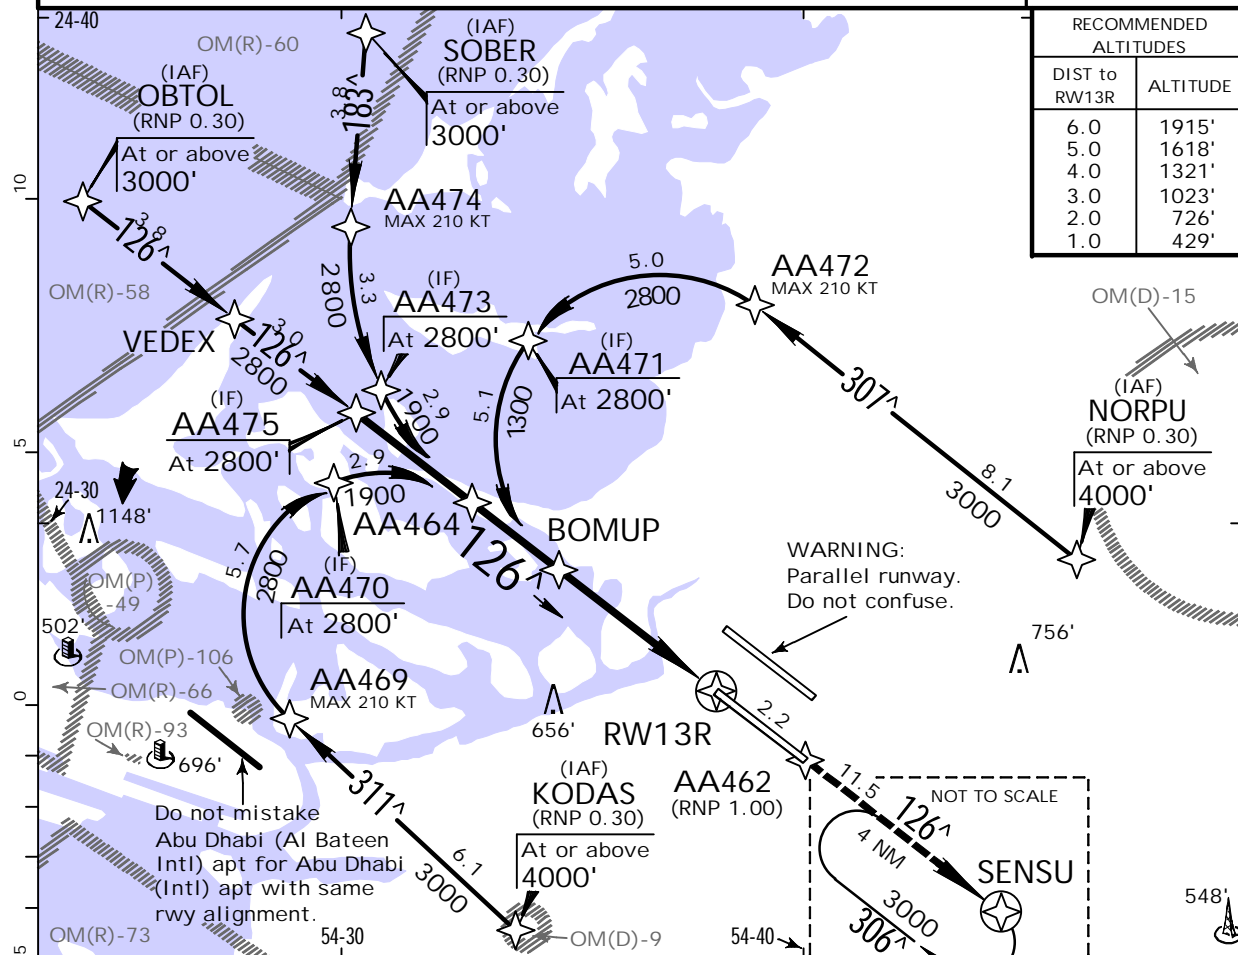 24-40
OM(R)-60
(IAF)
SOBER
(RNP 0.30)
At or above
3000'
(IAF)
OBTOL
(RNP 0.30)
At or above
3000'
3.8
183^
RECOMMENDED
ALTITUDES
DIST to
RW13R
ALTITUDE
6.0 1915'
5.0 1618'
4.0 1321'
3.0 1023'
2.0 726'
1.0 429'
10
3.8
126^
AA474
MAX 210 KT
3.3
2800
OM(R)-58
VEDEX
3.0
126^
2800
(IF)
AA473
At 2800'
2.9
1900
5.0
2800
AA472
MAX 210 KT
(IF)
AA471
At 2800'
5.1
1300
OM(D)-15
307^
8.1
3000
(IAF)
NORPU
(RNP 0.30)
At or above
4000'
5
(IF)
AA475
At 2800'
24-30
1148'
2.9
1900
AA464
126^
BOMUP
5.7
2800
(IF)
AA470
At 2800'
WARNING:
Parallel runway.
Do not confuse.
OM(P)
-49
502'
OM(P)-106
OM(R)-66
OM(R)-93
696'
756'
0
AA469
MAX 210 KT
656'
RW13R
2.2
AA462
(RNP 1.00)
311^
6.1
3000
(IAF)
KODAS
(RNP 0.30)
At or above
4000'
Do not mistake
Abu Dhabi (Al Bateen
Intl) apt for Abu Dhabi
(Intl) apt with same
rwy alignment.
11.5
126^
NOT TO SCALE
4 NM
SENSU
3000
306^
548'
OM(R)-73
54-30
OM(D)-9
54-40
5